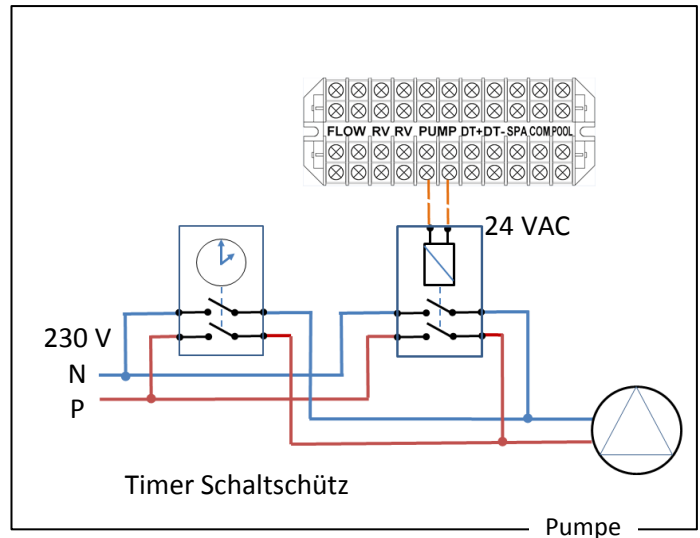 FLOW RV RV PUMP DT+ DT- SPA COM POOL
24 VAC
230 V
N
P
Timer Schaltschütz
Pumpe